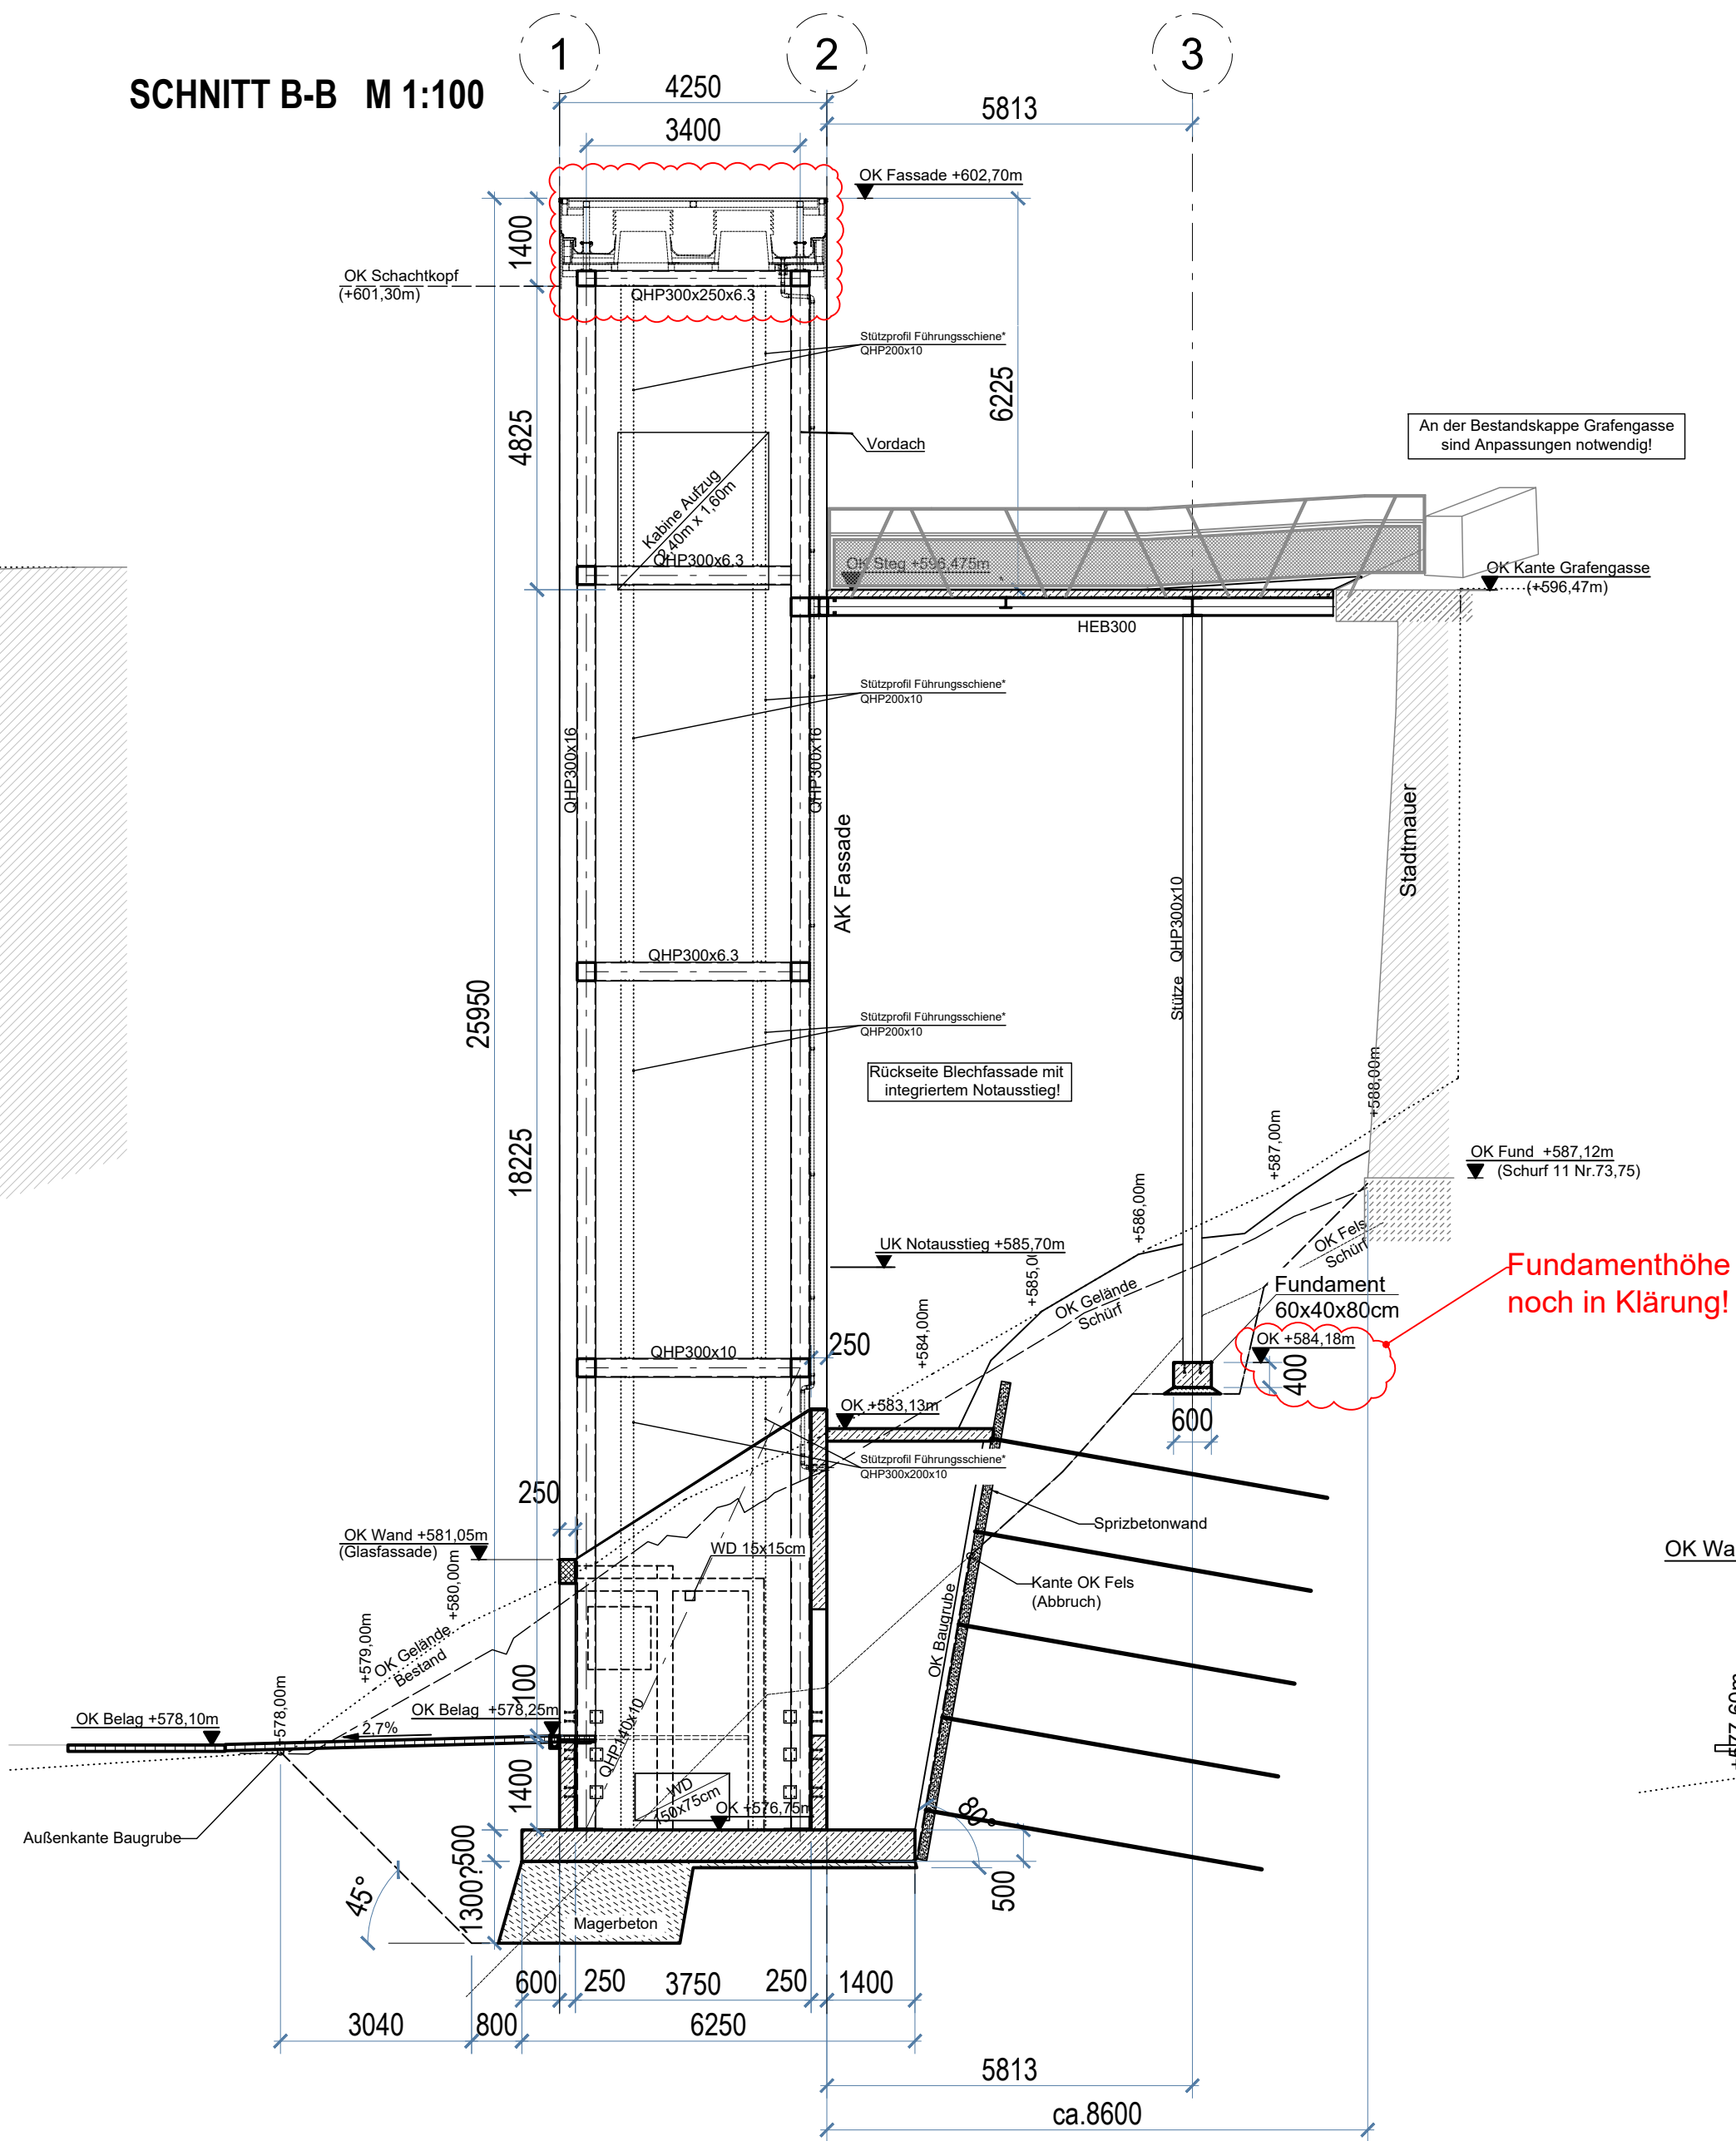 1
2
3
SCHNITT B-B M 1:100
4250
5813
3400
OK Fassade +602,70m
1400
OK Schachtkopf
(+601,30m)
QHP300x250x6.3
Stützprofil Führungsschiene*
QHP200x10
6225
4825
Vordach
An der Bestandskappe Grafengasse
sind Anpassungen notwendig!
Kabine Aufzug
2,40m x 1,60m
QHP300x6.3
OK Steg +596,475m
OK Kante Grafengasse
(+596,47m)
HEB300
Stützprofil Führungsschiene*
QHP200x10
QHP300x16
QHP300x16
AK Fassade
Stadtmauer
Stütze QHP300x10
QHP300x6.3
25950
Stützprofil Führungsschiene*
QHP200x10
Rückseite Blechfassade mit
integriertem Notausstieg!
18225
+588,00m
+587,00m
+586,00m
OK Fund +587,12m
(Schurf 11 Nr.73,75)
UK Notausstieg +585,70m
+585,0
OK Fels
Schürf
OK Gelände
Schürf
Fundament
60x40x80cm
Fundamenthöhe
noch in Klärung!
+584,00m
OK +584,18m
400
600
250
QHP300x10
OK +583,13m
Stützprofil Führungsschiene*
QHP300x200x10
250
OK Wand +581,05m
(Glasfassade)
Sprizbetonwand
WD 15x15cm
Kante OK Fels
(Abbruch)
OK Wa
+580,00m
+579,00m
OK Gelände
Bestand
OK Baugrube
100
+578,00m
OK Belag +578,10m
2,7%
OK Belag +578,25m
QHP140x10
+577,60m
1400
WD
150x75cm
OK +576,75m
80°
Außenkante Baugrube
500
500
45°
1300?
Magerbeton
600
250
3750
250
1400
3040
800
6250
5813
ca.8600